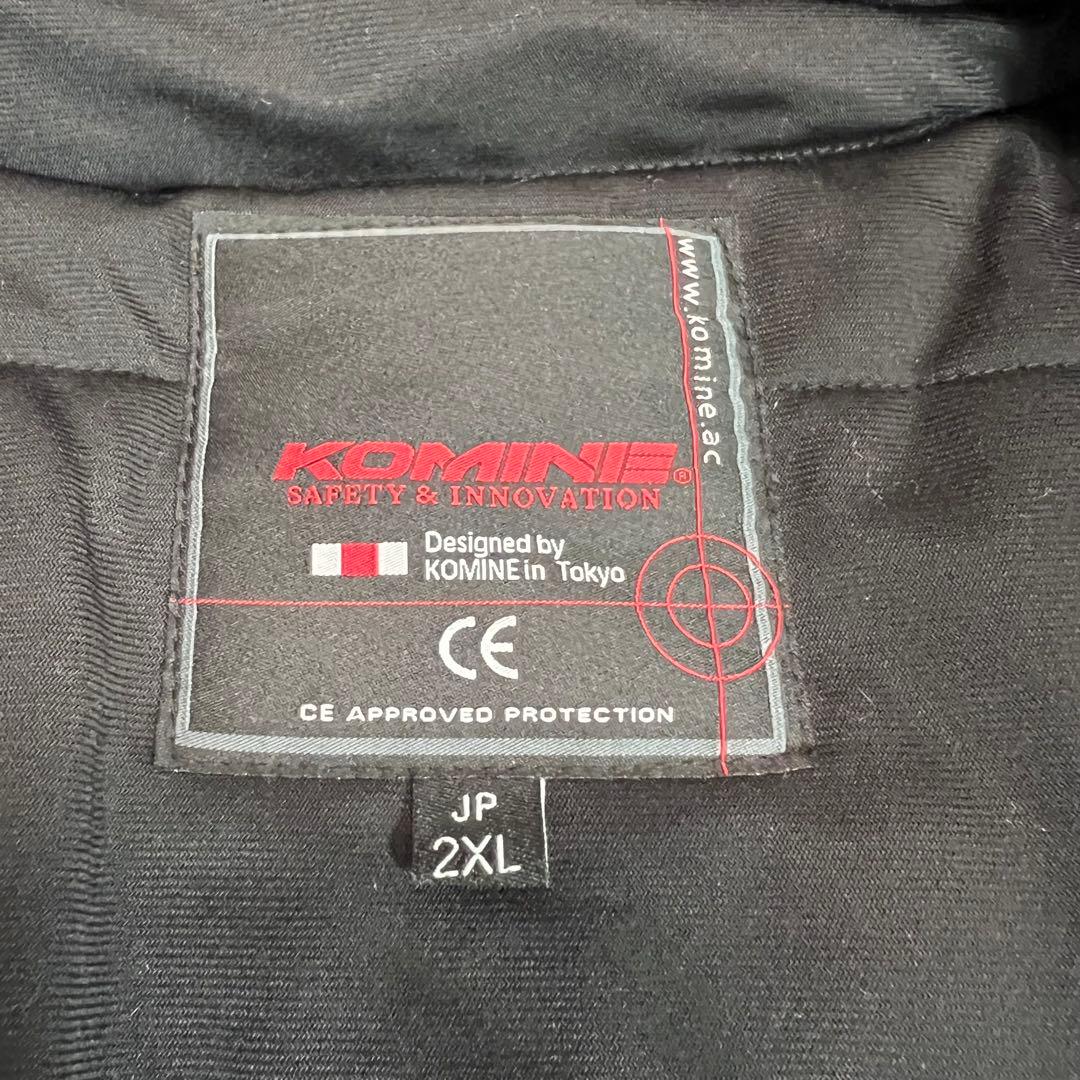 www.komine.ac
KOMINE®
SAFETY & INNOVATION
Designed by
KOMINE in Tokyo
CE
CE APPROVED PROTECTION
JP
2XL